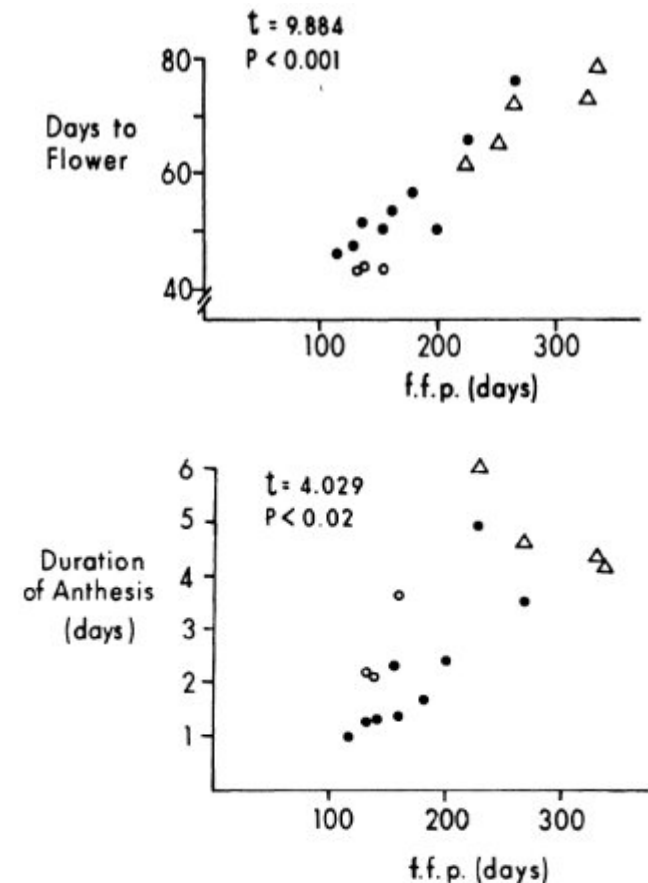 t = 9.884
P < 0.001
80
Days to
Flower
60
40
100 200 300
f.f.p. (days)
6
t = 4.029
P < 0.02
5
Duration
of Anthesis
(days)
4
3
2
1
100 200 300
f.f.p. (days)